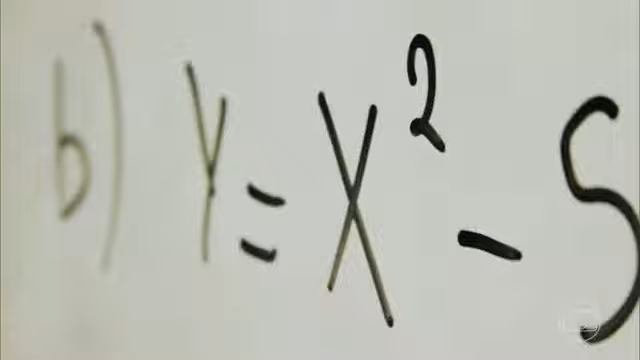 b) y = x² - 5